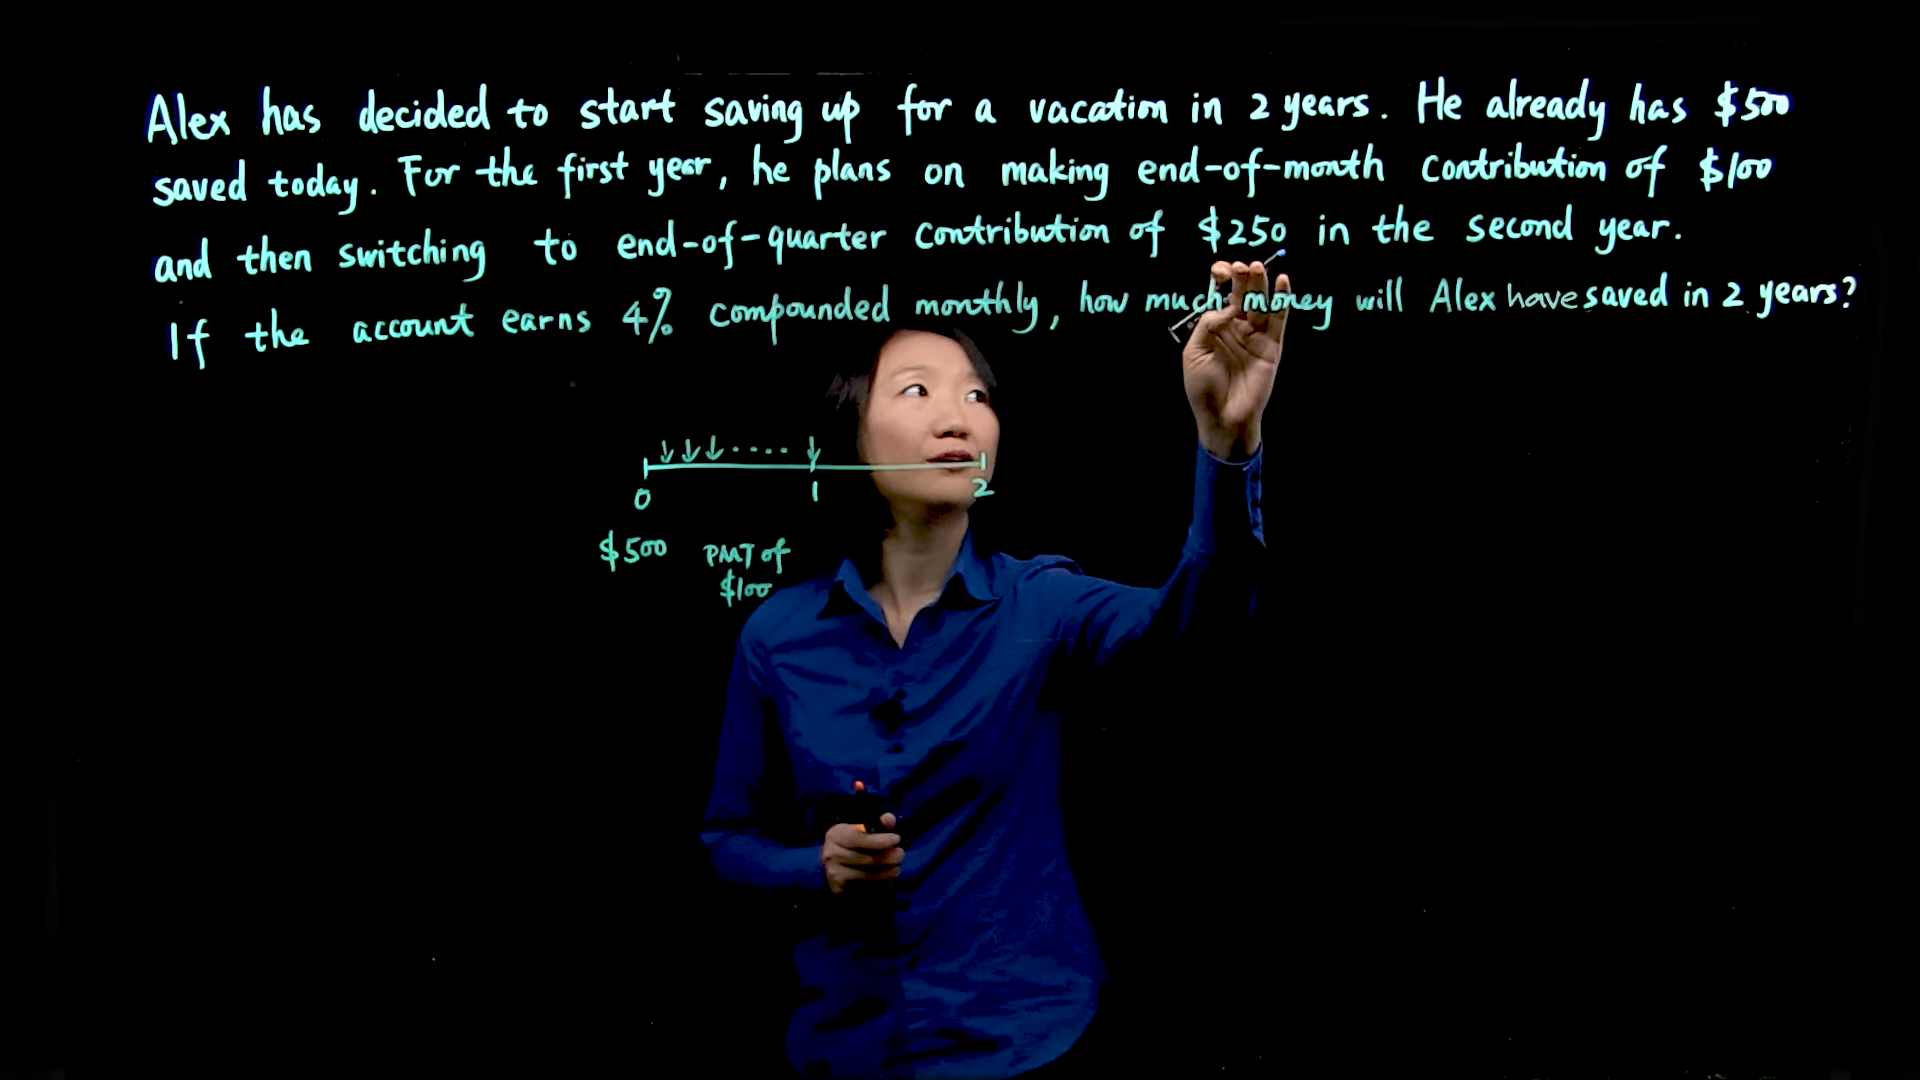 Alex has decided to start saving up for a vacation in 2 years. He already has $500
saved today. For the first year, he plans on making end-of-month contribution of $100
and then switching to end-of-quarter contribution of $250 in the second year.
If the account earns 4% compounded monthly, how much money will Alex have saved in 2 years?
0 1 2
$500 PMT of
$100